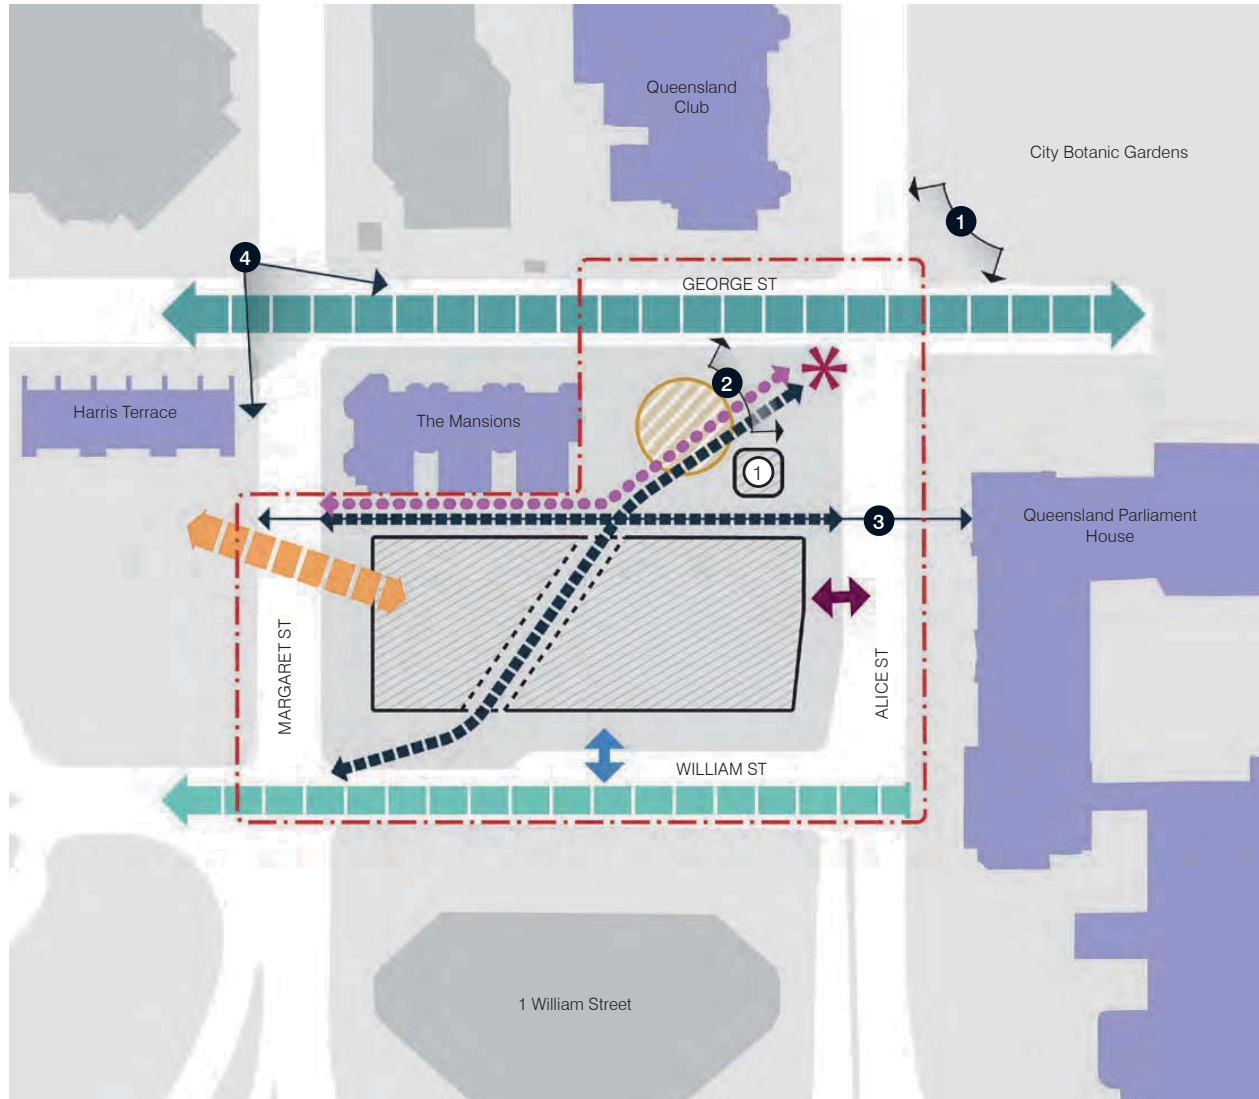 Queensland
Club
City Botanic Gardens
1
4
GEORGE ST
2
Harris Terrace
The Mansions
1
3
Queensland Parliament
House
MARGARET ST
ALICE ST
WILLIAM ST
1 William Street